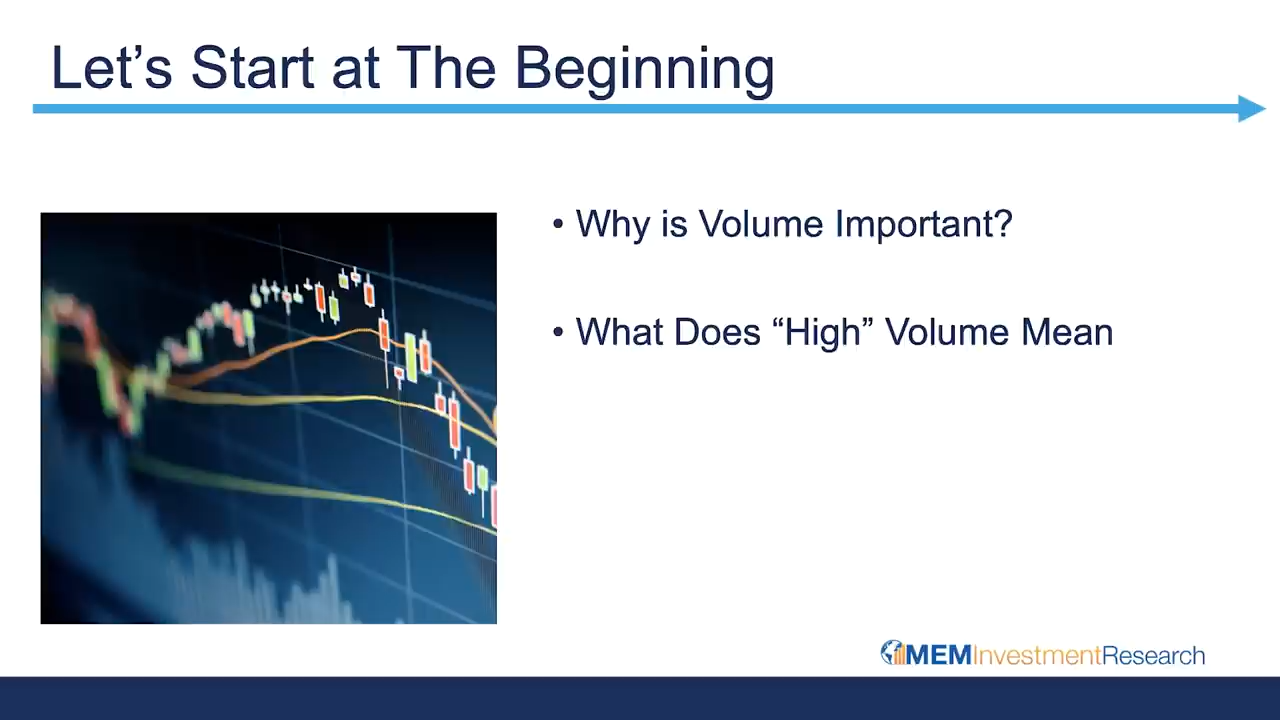 Let’s Start at The Beginning
• Why is Volume Important?
• What Does “High” Volume Mean
MEMInvestmentResearch